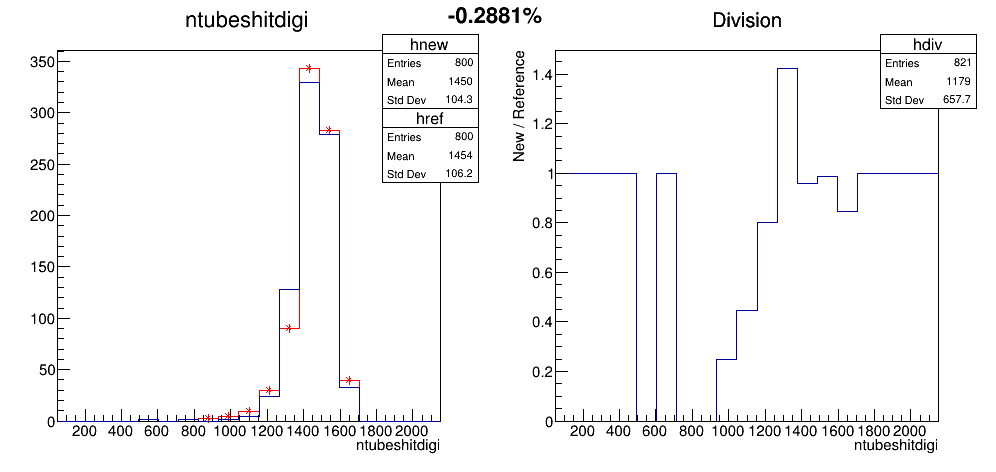 ntubeshitdigi
-0.2881%
Division
hnew
Entries 800
Mean 1450
Std Dev 104.3
href
Entries 800
Mean 1454
Std Dev 106.2
350
300
250
200
150
100
50
0
200 400 600 800 1000 1200 1400 1600 1800 2000
ntubeshitdigi
hdiv
Entries 821
Mean 1179
Std Dev 657.7
New / Reference
1.4
1.2
1
0.8
0.6
0.4
0.2
0
200 400 600 800 1000 1200 1400 1600 1800 2000
ntubeshitdigi